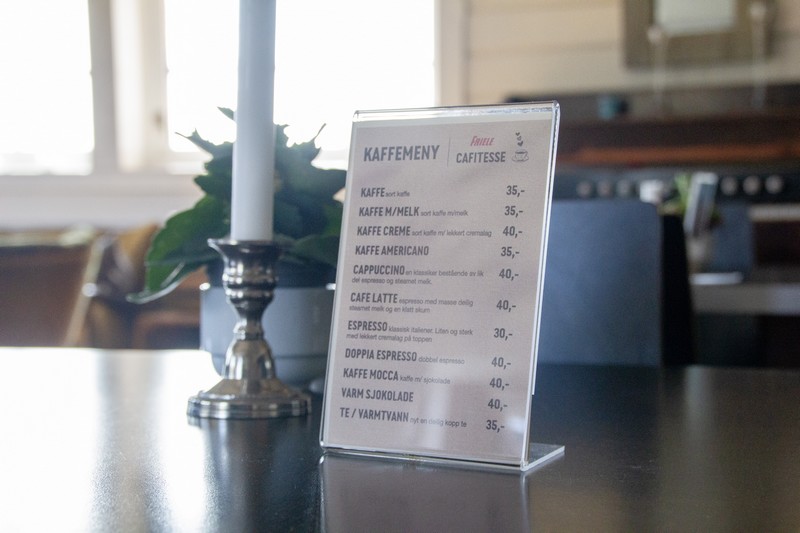 KAFFEMENY
FRIELE
CAFITESSE
KAFFE sort kaffe 35,-
KAFFE M/MELK sort kaffe m/melk 35,-
KAFFE CREME sort kaffe m/ lekkert cremalag 40,-
KAFFE AMERICANO 35,-
CAPPUCCINO en klassiker bestående av lik 40,-
del espresso og steamet melk.
CAFE LATTE espresso med masse deilig 40,-
steamet melk og en klatt skum
ESPRESSO klassisk italiener. Liten og sterk 30,-
med lekkert cremalag på toppen
DOPPIA ESPRESSO dobbel espresso 40,-
KAFFE MOCCA kaffe m/ sjokolade 40,-
VARM SJOKOLADE 40,-
TE / VARMTVANN nyt en deilig kopp te 35,-